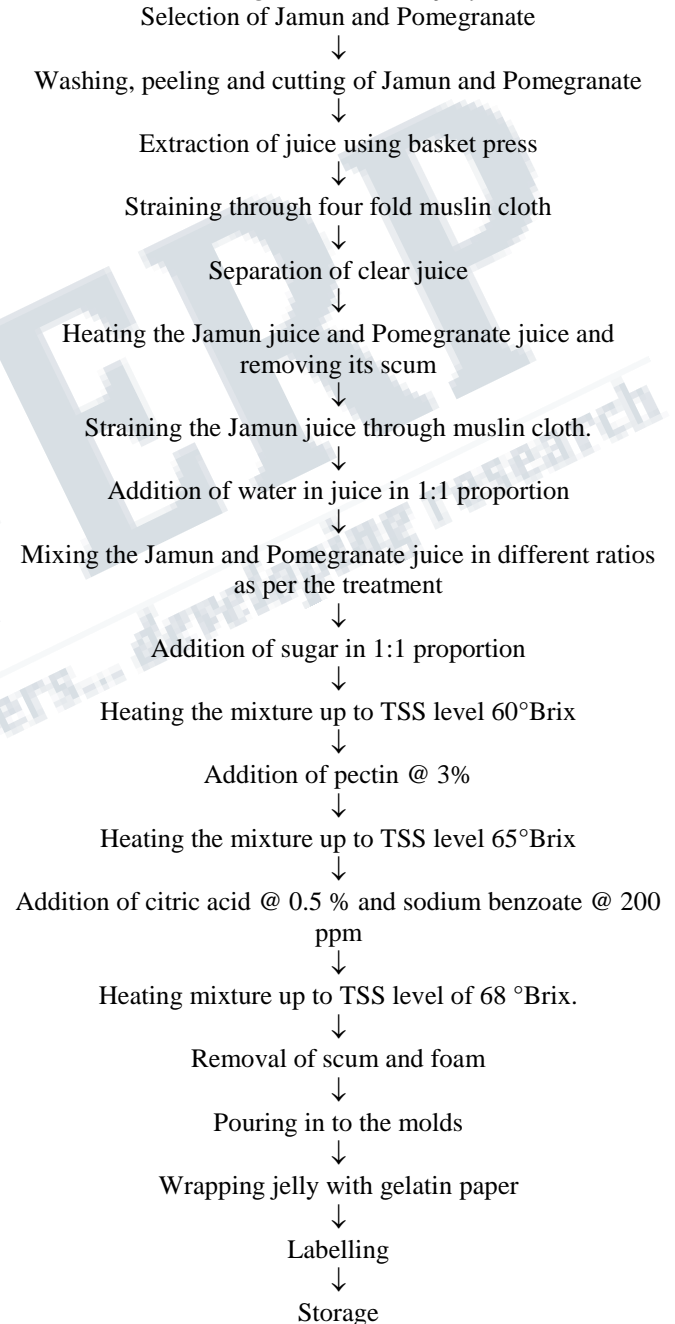 Selection of Jamun and Pomegranate
↓
Washing, peeling and cutting of Jamun and Pomegranate
↓
Extraction of juice using basket press
↓
Straining through four fold muslin cloth
↓
Separation of clear juice
↓
Heating the Jamun juice and Pomegranate juice and
removing its scum
↓
Straining the Jamun juice through muslin cloth.
↓
Addition of water in juice in 1:1 proportion
↓
Mixing the Jamun and Pomegranate juice in different ratios
as per the treatment
↓
Addition of sugar in 1:1 proportion
↓
Heating the mixture up to TSS level 60°Brix
↓
Addition of pectin @ 3%
↓
Heating the mixture up to TSS level 65°Brix
↓
Addition of citric acid @ 0.5 % and sodium benzoate @ 200
ppm
↓
Heating mixture up to TSS level of 68 °Brix.
↓
Removal of scum and foam
↓
Pouring in to the molds
↓
Wrapping jelly with gelatin paper
↓
Labelling
↓
Storage
ERP
ers... developing research